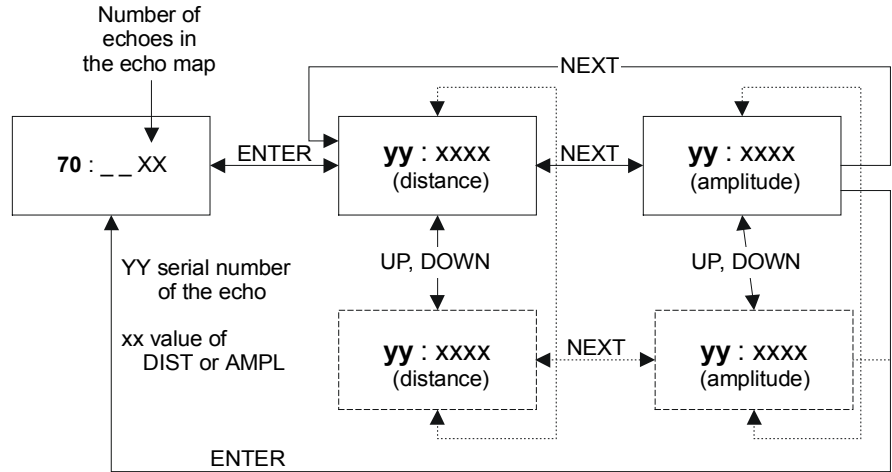 Number of
echoes in
the echo map
NEXT
70 : _ _ XX
ENTER
yy : xxxx
(distance)
NEXT
yy : xxxx
(amplitude)
UP, DOWN
UP, DOWN
YY serial number
of the echo
xx value of
DIST or AMPL
yy : xxxx
(distance)
NEXT
yy : xxxx
(amplitude)
ENTER